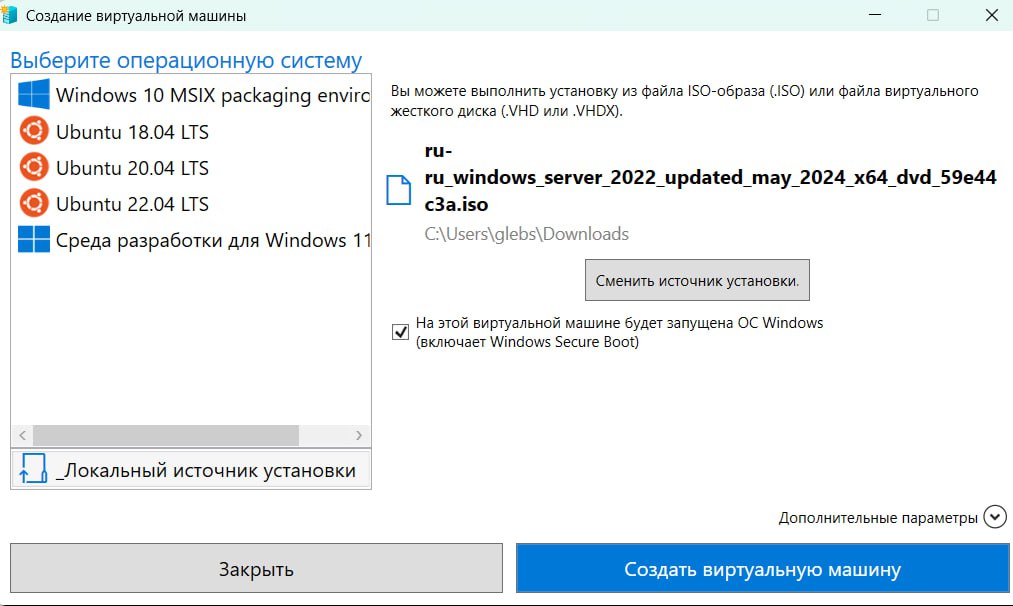 Создание виртуальной машины
Выберите операционную систему
Windows 10 MSIX packaging enviro
Ubuntu 18.04 LTS
Ubuntu 20.04 LTS
Ubuntu 22.04 LTS
Среда разработки для Windows 11
_Локальный источник установки
Вы можете выполнить установку из файла ISO-образа (.ISO) или файла виртуального
жесткого диска (.VHD или .VHDX).
ru-
ru_windows_server_2022_updated_may_2024_x64_dvd_59e44
c3a.iso
C:\Users\glebs\Downloads
Сменить источник установки.
На этой виртуальной машине будет запущена ОС Windows
(включает Windows Secure Boot)
Дополнительные параметры
Закрыть
Создать виртуальную машину